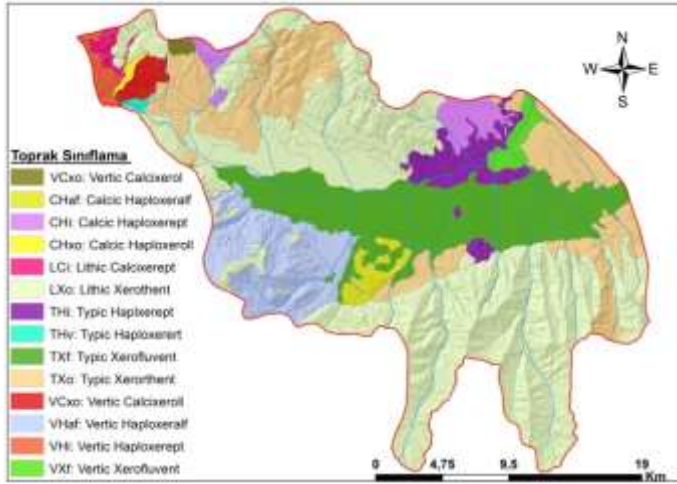 N
W E
S
Toprak Sınıflama
VCxo: Vertic Calcixerol
CHaf: Calcic Haploxeralf
CHi: Calcic Haploxerept
CHxo: Calcic Haploxeroll
LCi: Lithic Calcixerept
LXo: Lithic Xerothent
THi: Typic Haplxerept
THv: Typic Haploxerert
TXf: Typic Xerofluvent
TXo: Typic Xerorthent
VCxo: Vertic Calcixeroll
VHaf: Vertic Haploxeralf
VHi: Vertic Haploxerept
VXf: Vertic Xerofluvent
0 4,75 9,5 19
Km